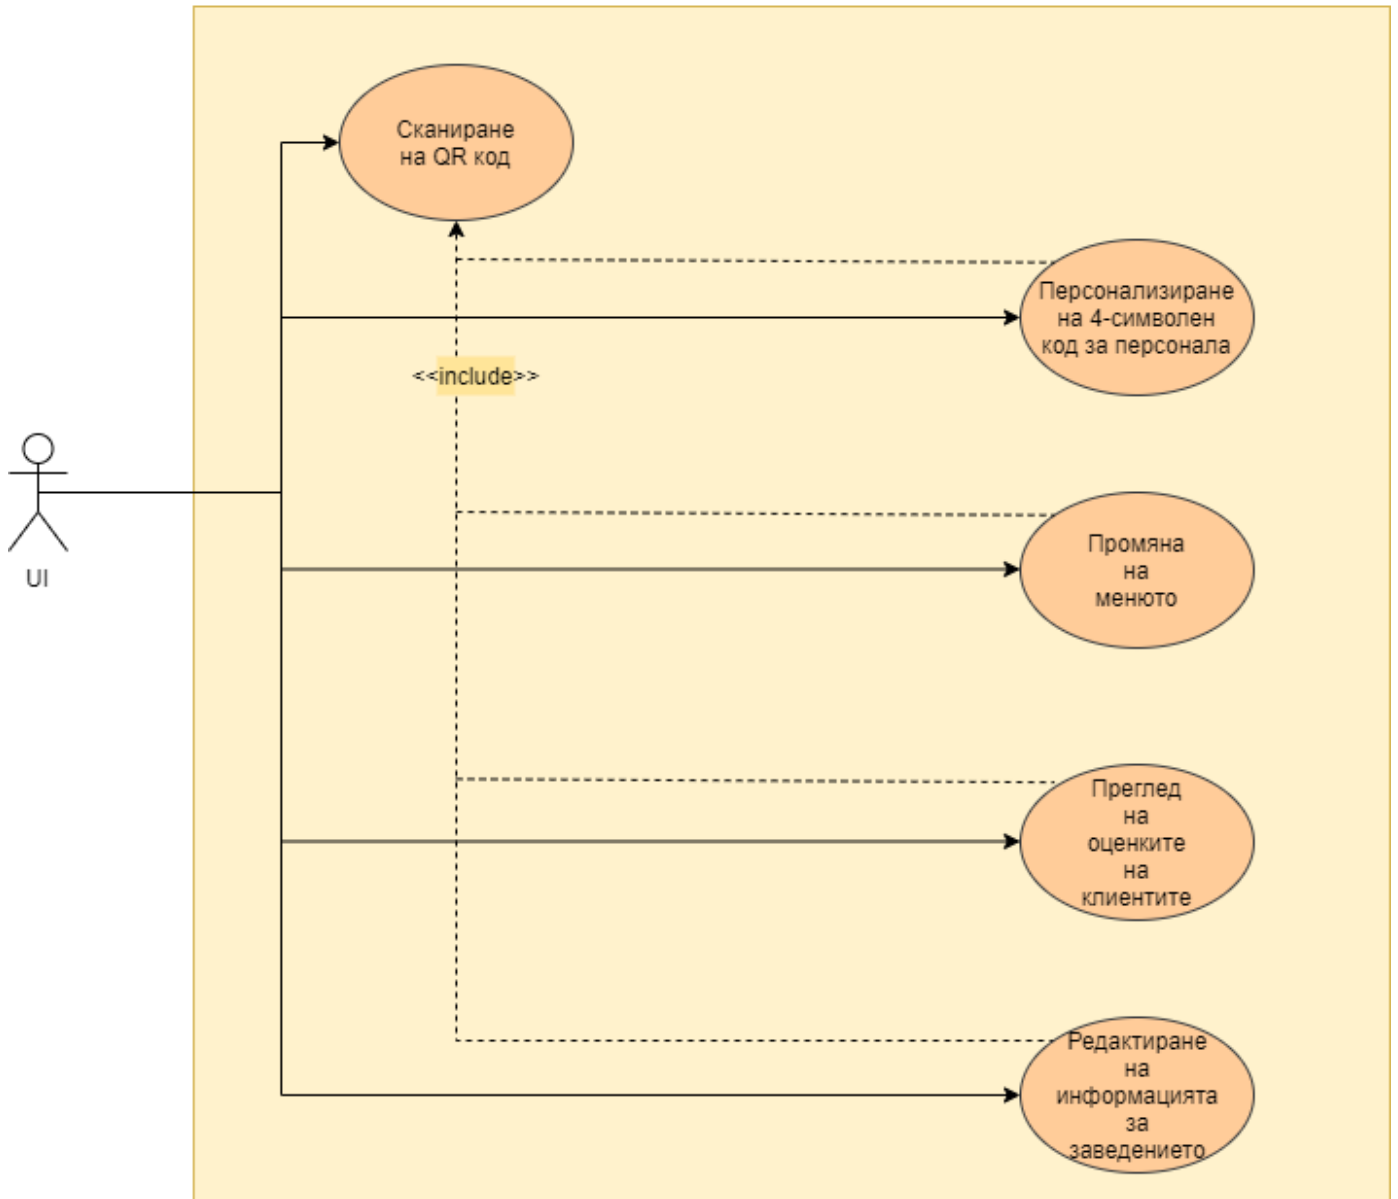 Сканиране
на QR код
Персонализиране
на 4-символен
код за персонала
<<include>>
UI
Промяна
на
менюто
Преглед
на
оценките
на
клиентите
Редактиране
на
информацията
за
заведението